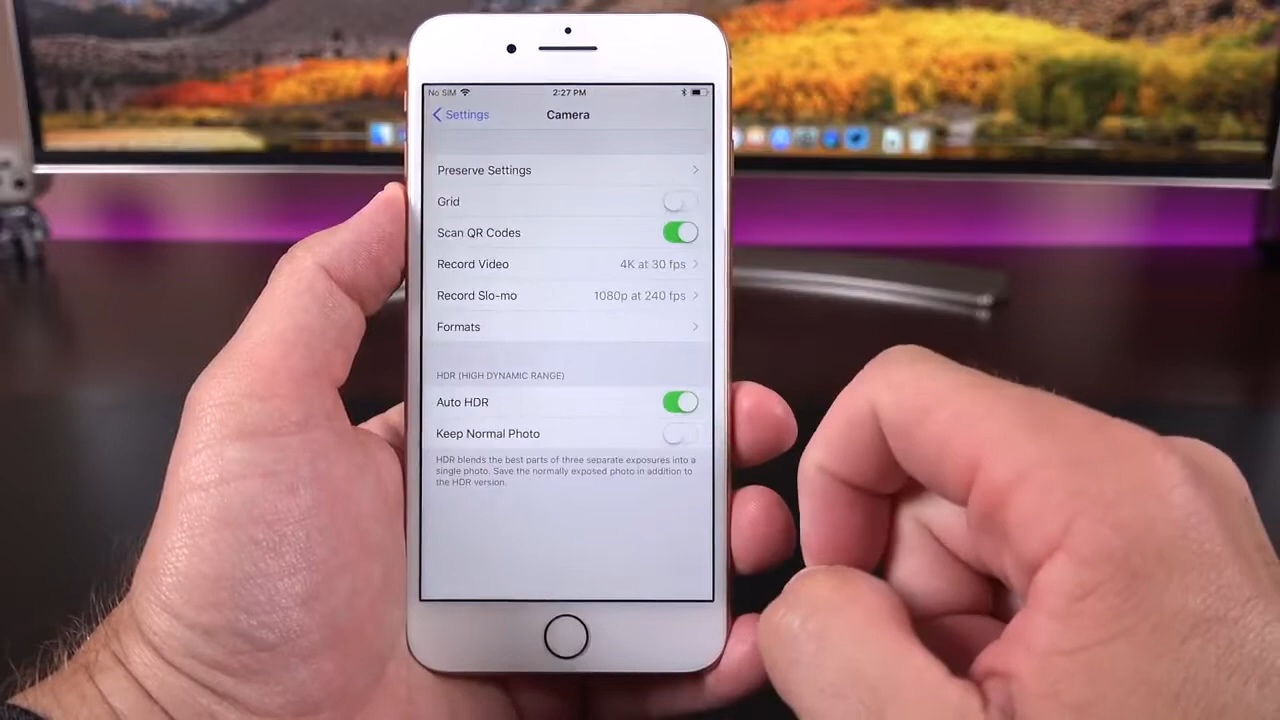 No SIM 2:27 PM
Settings Camera
Preserve Settings
Grid
Scan QR Codes
Record Video 4K at 30 fps
Record Slo-mo 1080p at 240 fps
Formats
HDR (HIGH DYNAMIC RANGE)
Auto HDR
Keep Normal Photo
HDR blends the best parts of three separate exposures into a
single photo. Save the normally exposed photo in addition to
the HDR version.